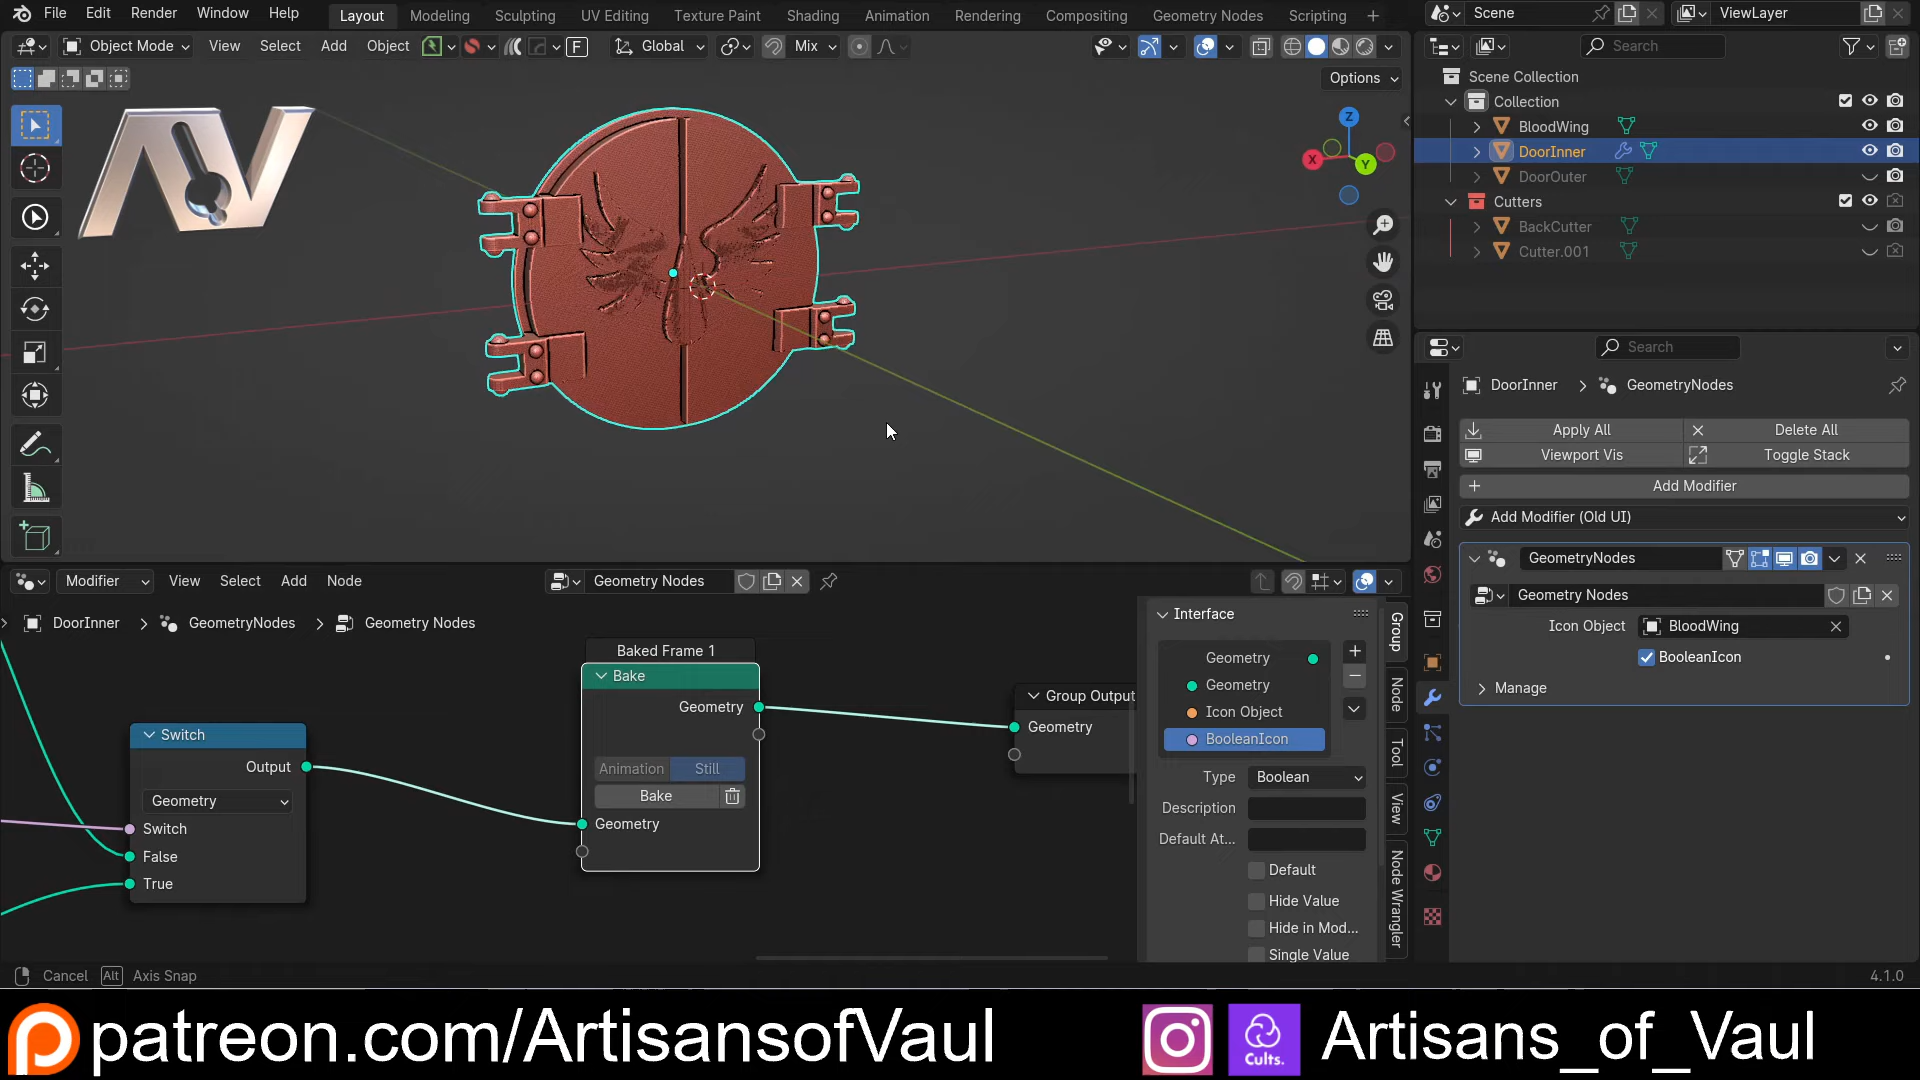 File Edit Render Window Help Layout Modeling Sculpting UV Editing Texture Paint Shading Animation Rendering Compositing Geometry Nodes Scripting + Scene ViewLayer
Object Mode View Select Add Object F Global Mix Search
Options
Scene Collection
Collection
BloodWing
DoorInner
DoorOuter
Cutters
BackCutter
Cutter.001
Z
X
Y
AV
Search
DoorInner > GeometryNodes
Apply All Delete All
Viewport Vis Toggle Stack
+ Add Modifier
Add Modifier (Old UI)
GeometryNodes
Geometry Nodes
Icon Object BloodWing
BooleanIcon
Manage
Modifier View Select Add Node Geometry Nodes
DoorInner > GeometryNodes > Geometry Nodes
Switch
Output
Geometry
Switch
False
True
Baked Frame 1
Bake
Geometry
Animation Still
Bake
Geometry
Group Output
Geometry
Interface
Geometry
Geometry
Icon Object
BooleanIcon
Type Boolean
Description
Default At...
Default
Hide Value
Hide in Mod...
Single Value
Group
Node
Tool
View
Node Wrangler
Cancel Alt Axis Snap
4.1.0
patreon.com/ArtisansofVaul Cults. Artisans_of_Vaul